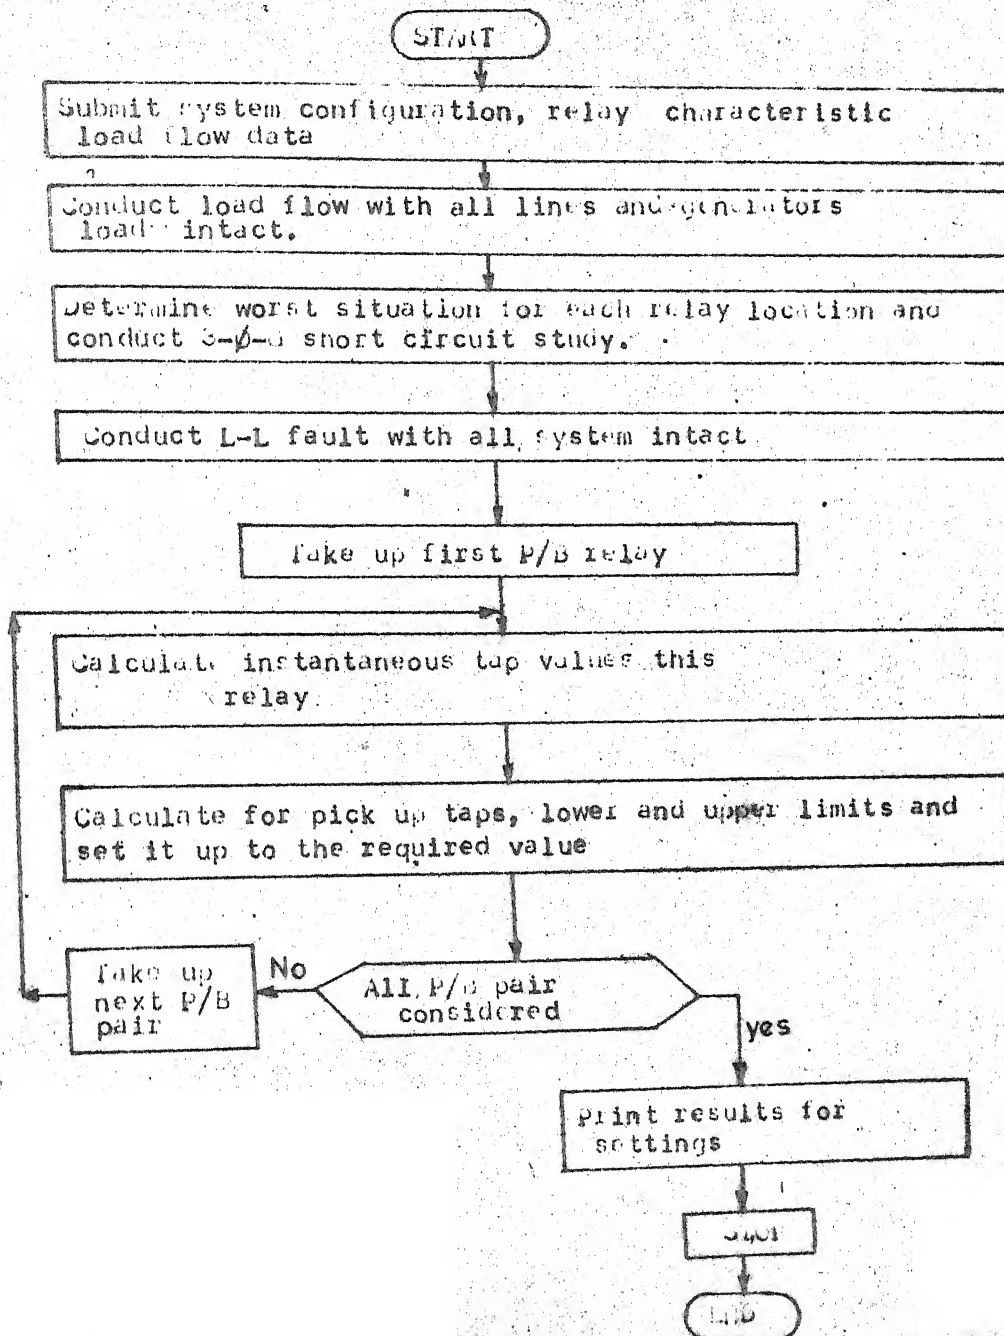 START
Submit system configuration, relay characteristic
load flow data
Conduct load flow with all lines and generators
loads intact.
Determine worst situation for each relay location and
conduct 3-Ø-G short circuit study.
Conduct L-L fault with all system intact
Take up first P/B relay
Calculate instantaneous tap values this
relay
Calculate for pick up taps, lower and upper limits and
set it up to the required value
Take up
next P/B
pair
No
All P/B pair
considered
yes
Print results for
settings
STOP
END